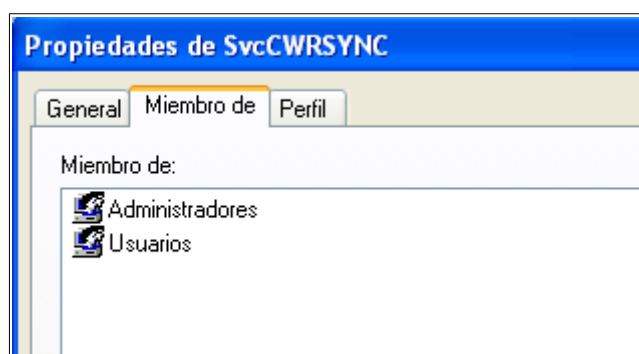 Propiedades de SvcCWRSYNC
General Miembro de Perfil
Miembro de:
Administradores
Usuarios